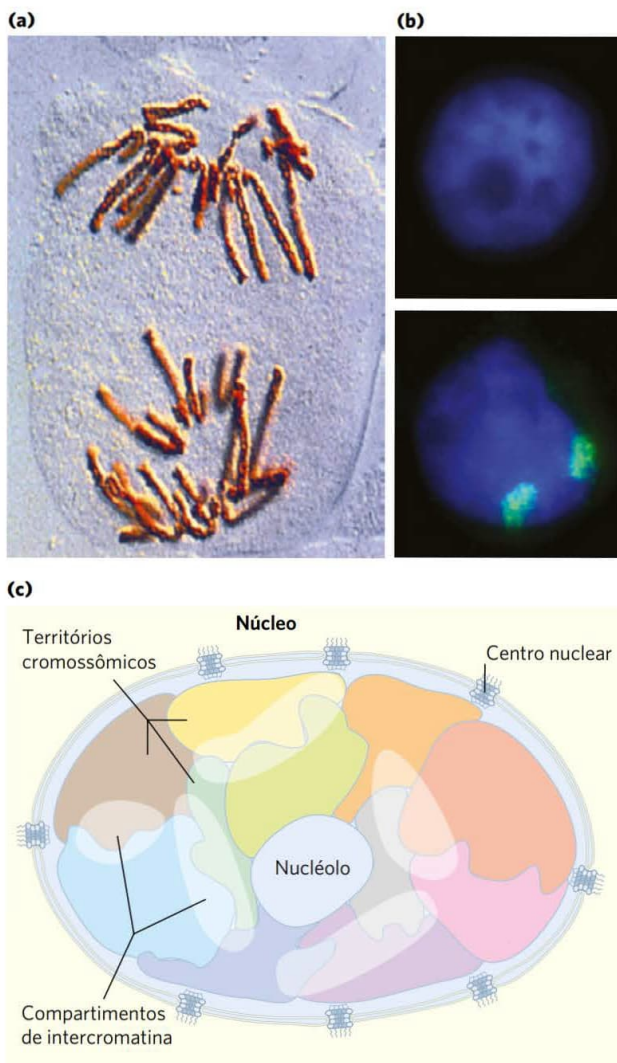 (a)
(b)
(c)
Núcleo
Territórios
cromossômicos
Centro nuclear
Nucléolo
Compartimentos
de intercromatina